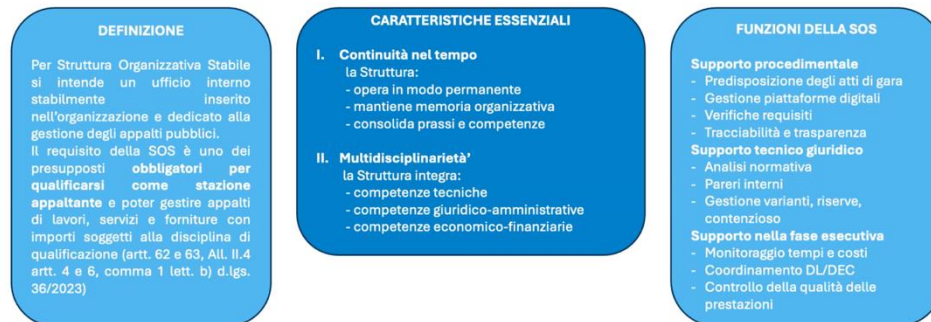 DEFINIZIONE
Per Struttura Organizzativa Stabile
si intende un ufficio interno
stabilmente inserito
nell’organizzazione e dedicato alla
gestione degli appalti pubblici.
Il requisito della SOS è uno dei
presupposti obbligatori per
qualificarsi come stazione
appaltante e poter gestire appalti
di lavori, servizi e forniture con
importi soggetti alla disciplina di
qualificazione (artt. 62 e 63, All. II.4
artt. 4 e 6, comma 1 lett. b) d.lgs.
36/2023)
CARATTERISTICHE ESSENZIALI
I. Continuità nel tempo
la Struttura:
- opera in modo permanente
- mantiene memoria organizzativa
- consolida prassi e competenze
II. Multidisciplinarietà’
la Struttura integra:
- competenze tecniche
- competenze giuridico-amministrative
- competenze economico-finanziarie
FUNZIONI DELLA SOS
Supporto procedimentale
- Predisposizione degli atti di gara
- Gestione piattaforme digitali
- Verifiche requisiti
- Tracciabilità e trasparenza
Supporto tecnico giuridico
- Analisi normativa
- Pareri interni
- Gestione varianti, riserve,
contenzioso
Supporto nella fase esecutiva
- Monitoraggio tempi e costi
- Coordinamento DL/DEC
- Controllo della qualità delle
prestazioni